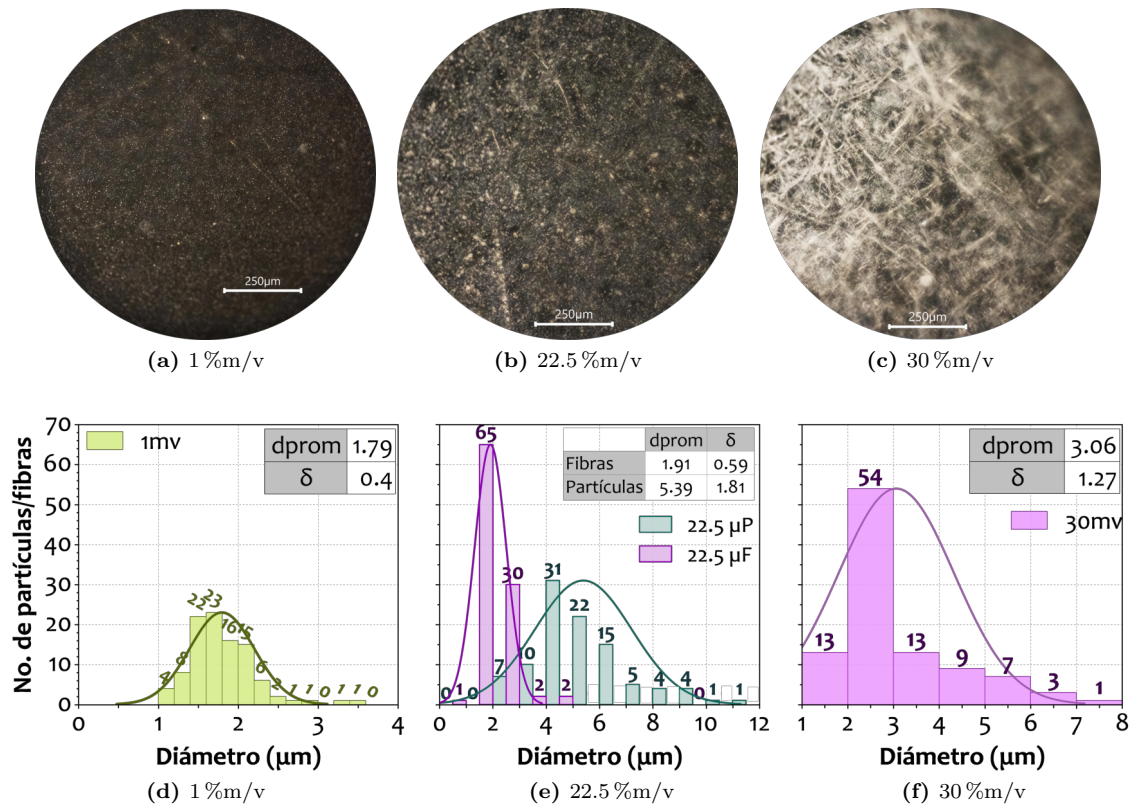 250µm
250µm
250µm
(a) 1 %m/v
(b) 22.5 %m/v
(c) 30 %m/v
No. de partículas/fibras
70
60
50
40
30
20
10
0
1mv
dprom 1.79
δ 0.4
4 8 22 23 16 15 6 2 1 1 0 1 1 0
0 1 2 3 4
Diámetro (µm)
(d) 1 %m/v
dprom δ
Fibras 1.91 0.59
Partículas 5.39 1.81
22.5 µP
22.5 µF
0 1 0 65 7 30 10 2 31 2 22 15 5 4 4 0 1 1
0 2 4 6 8 10 12
Diámetro (µm)
(e) 22.5 %m/v
dprom 3.06
δ 1.27
30mv
13 54 13 9 7 3 1
1 2 3 4 5 6 7 8
Diámetro (µm)
(f) 30 %m/v